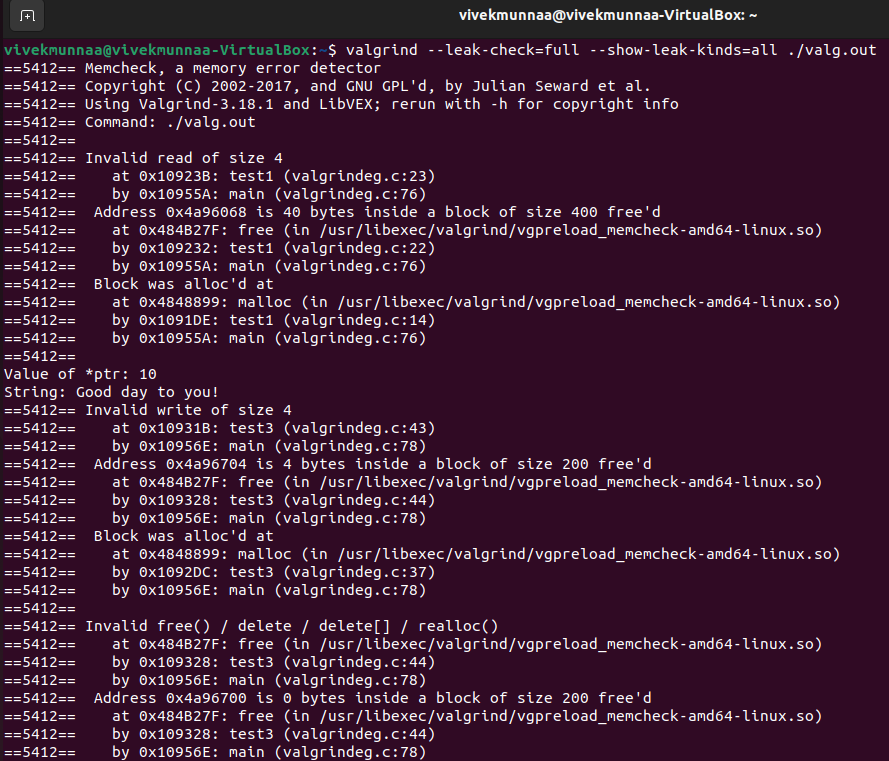 vivekmunnaa@vivekmunnaa-VirtualBox: ~
vivekmunnaa@vivekmunnaa-VirtualBox:~$ valgrind --leak-check=full --show-leak-kinds=all ./valg.out
==5412== Memcheck, a memory error detector
==5412== Copyright (C) 2002-2017, and GNU GPL'd, by Julian Seward et al.
==5412== Using Valgrind-3.18.1 and LibVEX; rerun with -h for copyright info
==5412== Command: ./valg.out
==5412==
==5412== Invalid read of size 4
==5412==    at 0x10923B: test1 (valgrindeg.c:23)
==5412==    by 0x10955A: main (valgrindeg.c:76)
==5412==  Address 0x4a96068 is 40 bytes inside a block of size 400 free'd
==5412==    at 0x484B27F: free (in /usr/libexec/valgrind/vgpreload_memcheck-amd64-linux.so)
==5412==    by 0x109232: test1 (valgrindeg.c:22)
==5412==    by 0x10955A: main (valgrindeg.c:76)
==5412==  Block was alloc'd at
==5412==    at 0x4848899: malloc (in /usr/libexec/valgrind/vgpreload_memcheck-amd64-linux.so)
==5412==    by 0x1091DE: test1 (valgrindeg.c:14)
==5412==    by 0x10955A: main (valgrindeg.c:76)
==5412==
Value of *ptr: 10
String: Good day to you!
==5412== Invalid write of size 4
==5412==    at 0x10931B: test3 (valgrindeg.c:43)
==5412==    by 0x10956E: main (valgrindeg.c:78)
==5412==  Address 0x4a96704 is 4 bytes inside a block of size 200 free'd
==5412==    at 0x484B27F: free (in /usr/libexec/valgrind/vgpreload_memcheck-amd64-linux.so)
==5412==    by 0x109328: test3 (valgrindeg.c:44)
==5412==    by 0x10956E: main (valgrindeg.c:78)
==5412==  Block was alloc'd at
==5412==    at 0x4848899: malloc (in /usr/libexec/valgrind/vgpreload_memcheck-amd64-linux.so)
==5412==    by 0x1092DC: test3 (valgrindeg.c:37)
==5412==    by 0x10956E: main (valgrindeg.c:78)
==5412==
==5412== Invalid free() / delete / delete[] / realloc()
==5412==    at 0x484B27F: free (in /usr/libexec/valgrind/vgpreload_memcheck-amd64-linux.so)
==5412==    by 0x109328: test3 (valgrindeg.c:44)
==5412==    by 0x10956E: main (valgrindeg.c:78)
==5412==  Address 0x4a96700 is 0 bytes inside a block of size 200 free'd
==5412==    at 0x484B27F: free (in /usr/libexec/valgrind/vgpreload_memcheck-amd64-linux.so)
==5412==    by 0x109328: test3 (valgrindeg.c:44)
==5412==    by 0x10956E: main (valgrindeg.c:78)